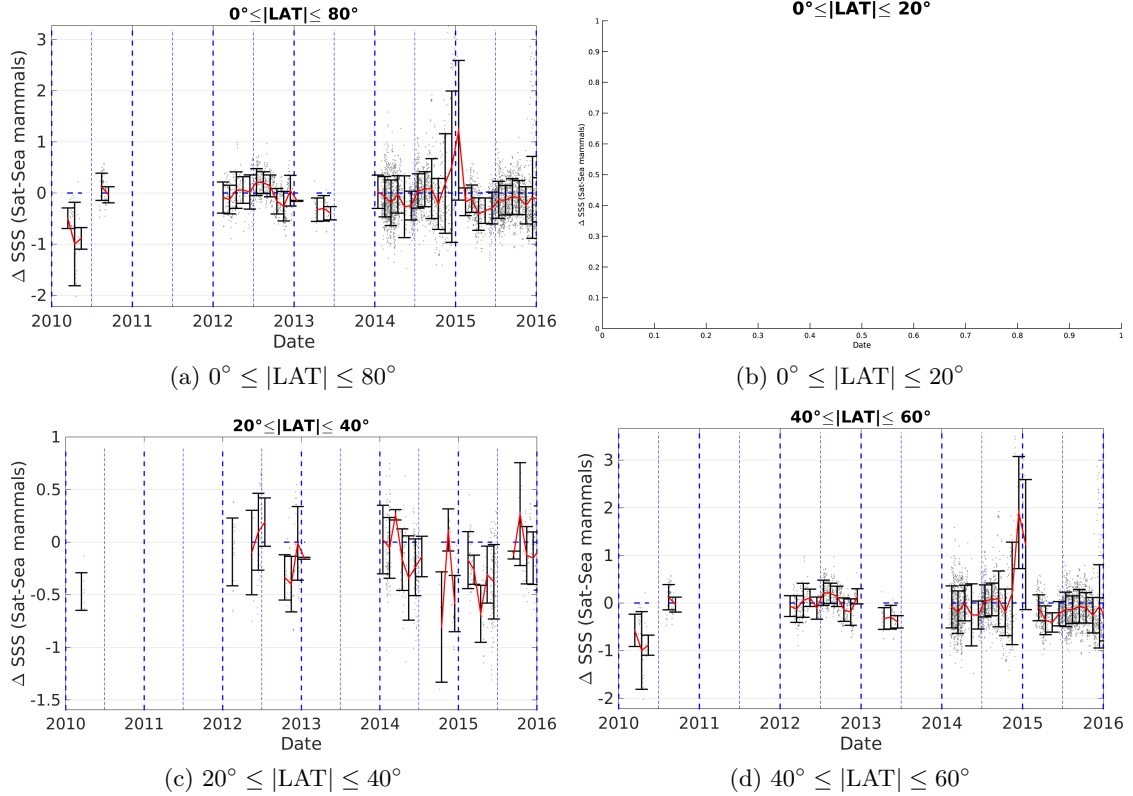 0°≤|LAT|≤ 80°
Δ SSS (Sat-Sea mammals)
3
2
1
0
-1
-2
2010 2011 2012 2013 2014 2015 2016
Date
(a) 0° ≤ |LAT| ≤ 80°
0°≤|LAT|≤ 20°
Δ SSS (Sat-Sea mammals)
1
0.9
0.8
0.7
0.6
0.5
0.4
0.3
0.2
0.1
0
0 0.1 0.2 0.3 0.4 0.5 0.6 0.7 0.8 0.9 1
Date
(b) 0° ≤ |LAT| ≤ 20°
20°≤|LAT|≤ 40°
Δ SSS (Sat-Sea mammals)
1
0.5
0
-0.5
-1
-1.5
2010 2011 2012 2013 2014 2015 2016
Date
(c) 20° ≤ |LAT| ≤ 40°
40°≤|LAT|≤ 60°
Δ SSS (Sat-Sea mammals)
3
2
1
0
-1
-2
2010 2011 2012 2013 2014 2015 2016
Date
(d) 40° ≤ |LAT| ≤ 60°